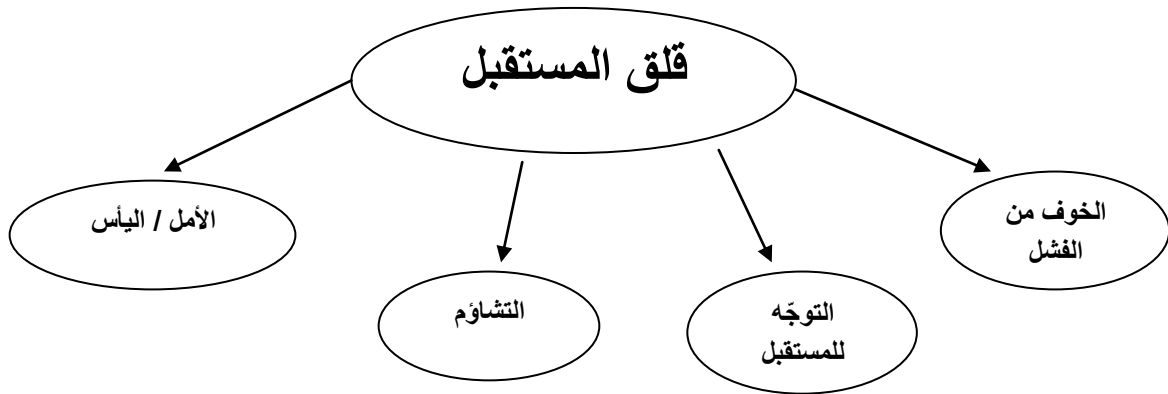 قلق المستقبل
الخوف من
الفشل
التوجّه
للمستقبل
التشاؤم
الأمل / اليأس